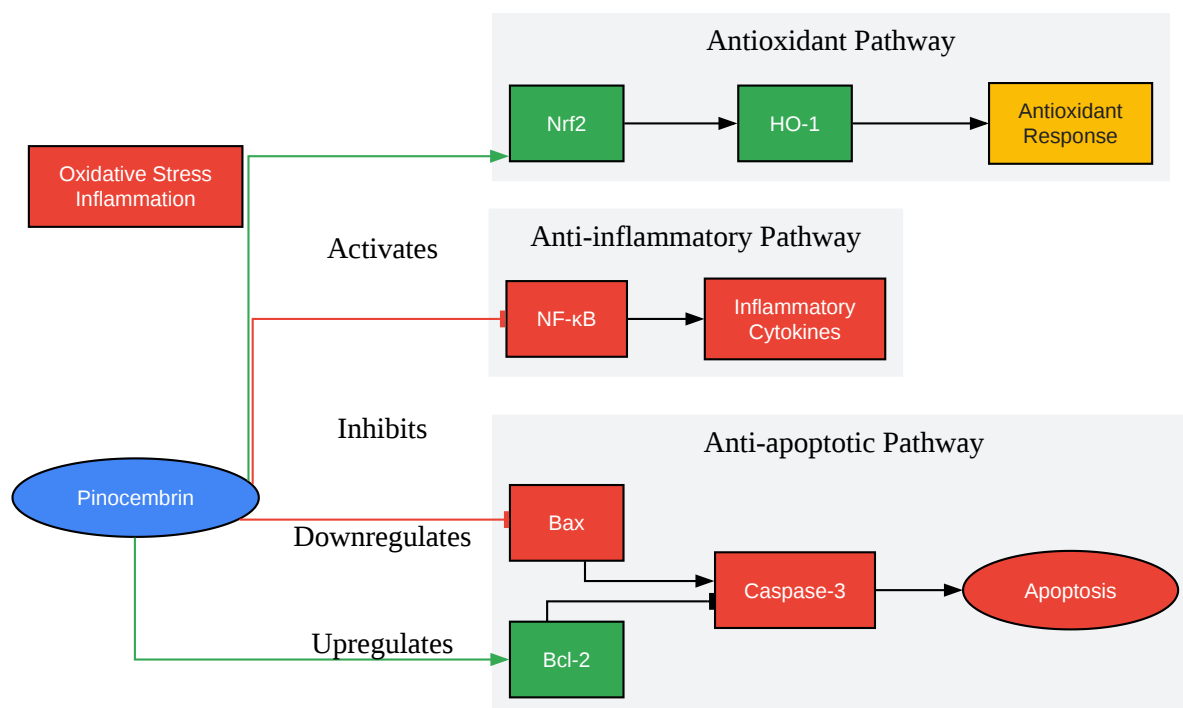 Antioxidant Pathway
Nrf2
HO-1
Antioxidant
Response
Oxidative Stress
Inflammation
Activates
Anti-inflammatory Pathway
NF-κB
Inflammatory
Cytokines
Inhibits
Anti-apoptotic Pathway
Pinocembrin
Bax
Downregulates
Caspase-3
Apoptosis
Upregulates
Bcl-2